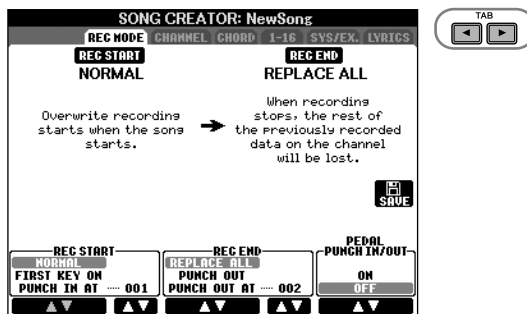 SONG CREATOR: NewSong
TAB
REC MODE CHANNEL CHORD 1-16 SYS/EX. LYRICS
REC START
NORMAL
Overwrite recording
starts when the song
starts.
REC END
REPLACE ALL
When recording
stops, the rest of
the previously recorded
data on the channel
will be lost.
SAVE
REC START
NORMAL
FIRST KEY ON
PUNCH IN AT ···· 001
REC END
REPLACE ALL
PUNCH OUT
PUNCH OUT AT ···· 002
PEDAL
PUNCH IN/OUT
ON
OFF